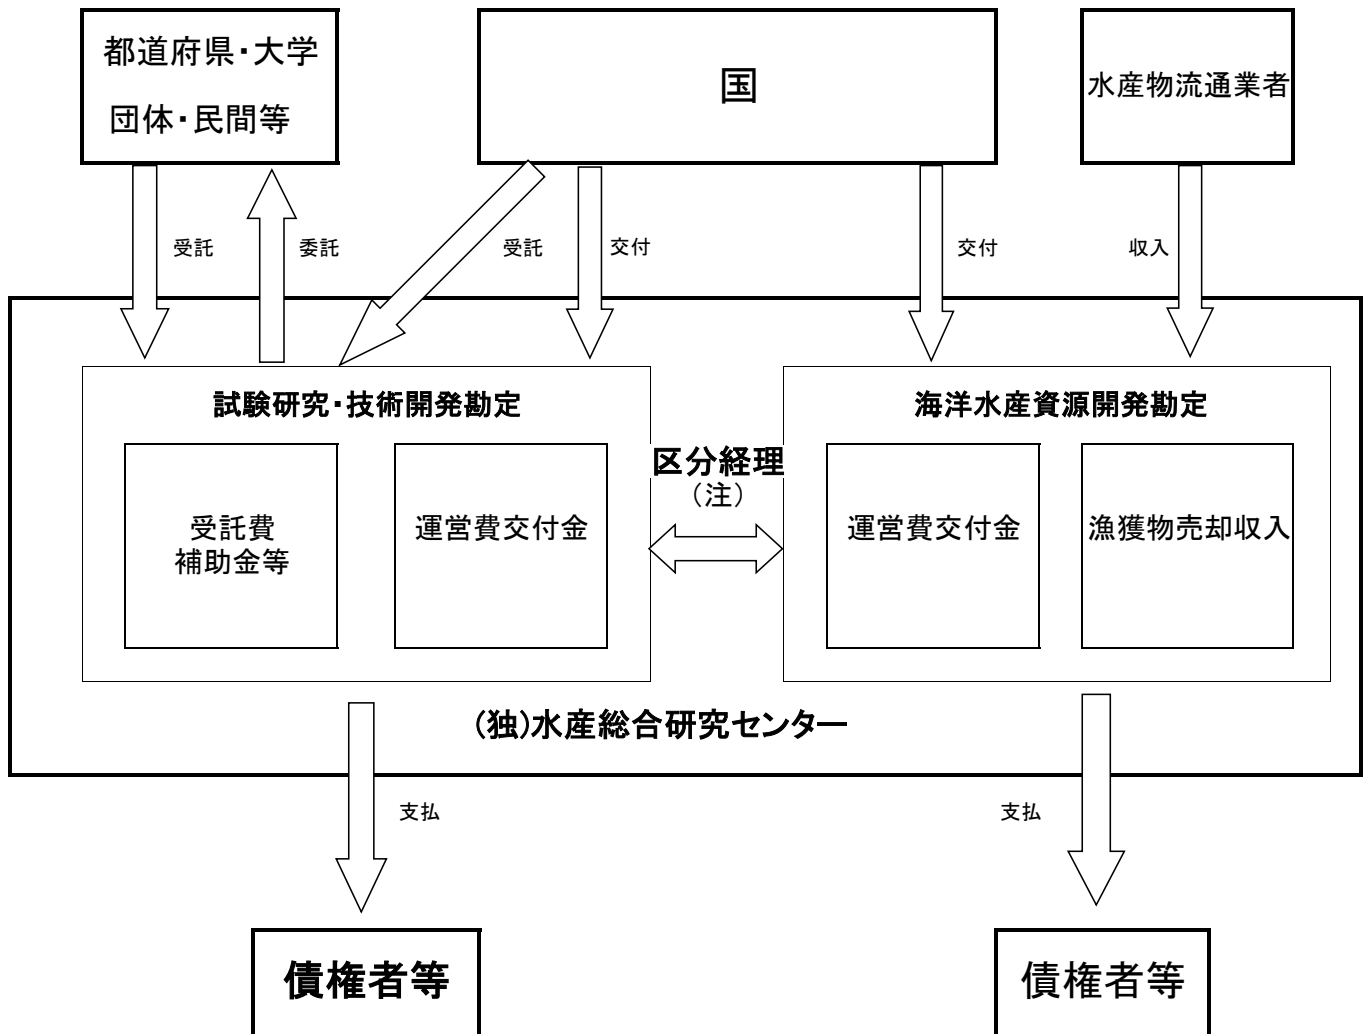 都道府県・大学
団体・民間等
国
水産物流通業者
受託
委託
受託
交付
交付
収入
試験研究・技術開発勘定
海洋水産資源開発勘定
区分経理
（注）
受託費
補助金等
運営費交付金
運営費交付金
漁獲物売却収入
(独)水産総合研究センター
支払
支払
債権者等
債権者等